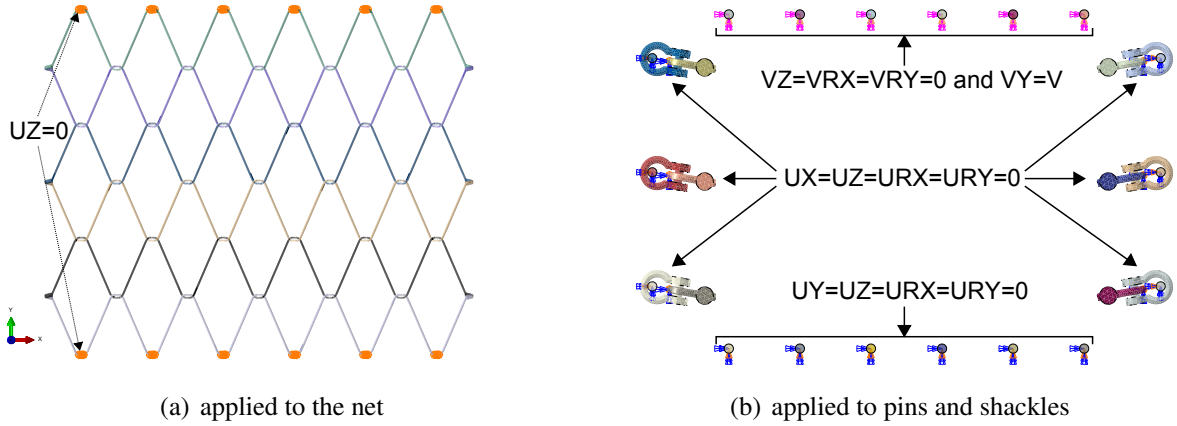 UZ=0
Y
X
(a) applied to the net
VZ=VRX=VRY=0 and VY=V
UX=UZ=URX=URY=0
UY=UZ=URX=URY=0
(b) applied to pins and shackles